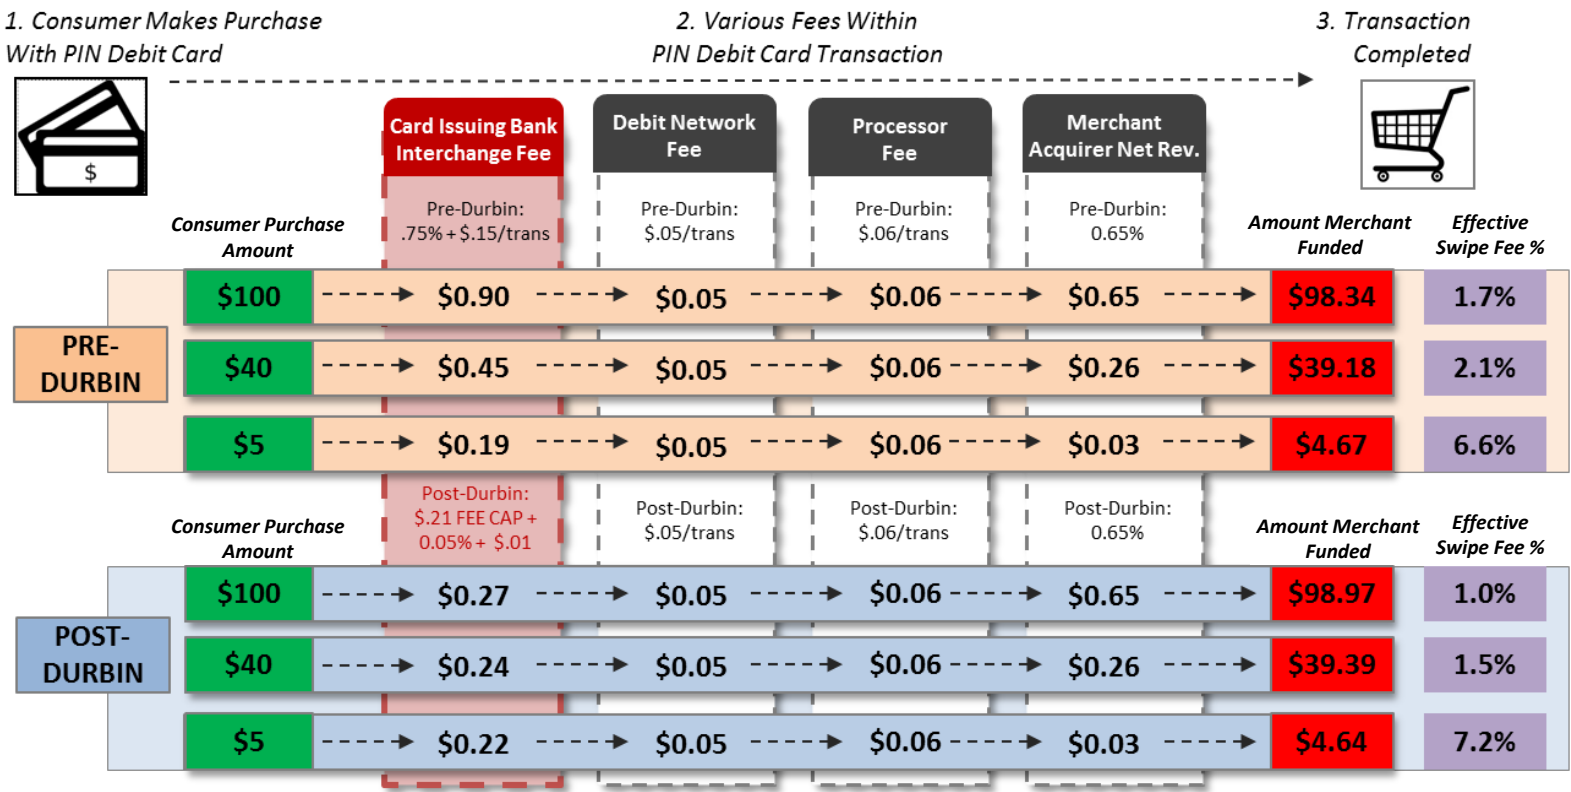 1. Consumer Makes Purchase
With PIN Debit Card
2. Various Fees Within
PIN Debit Card Transaction
3. Transaction
Completed
$
Card Issuing Bank
Interchange Fee
Debit Network
Fee
Processor
Fee
Merchant
Acquirer Net Rev.
Consumer Purchase
Amount
Pre-Durbin:
.75% + $.15/trans
Pre-Durbin:
$.05/trans
Pre-Durbin:
$.06/trans
Pre-Durbin:
0.65%
Amount Merchant
Funded
Effective
Swipe Fee %
PRE-
DURBIN
$100 $0.90 $0.05 $0.06 $0.65 $98.34 1.7%
$40 $0.45 $0.05 $0.06 $0.26 $39.18 2.1%
$5 $0.19 $0.05 $0.06 $0.03 $4.67 6.6%
Consumer Purchase
Amount
Post-Durbin:
$.21 FEE CAP +
0.05% + $.01
Post-Durbin:
$.05/trans
Post-Durbin:
$.06/trans
Post-Durbin:
0.65%
Amount Merchant
Funded
Effective
Swipe Fee %
POST-
DURBIN
$100 $0.27 $0.05 $0.06 $0.65 $98.97 1.0%
$40 $0.24 $0.05 $0.06 $0.26 $39.39 1.5%
$5 $0.22 $0.05 $0.06 $0.03 $4.64 7.2%